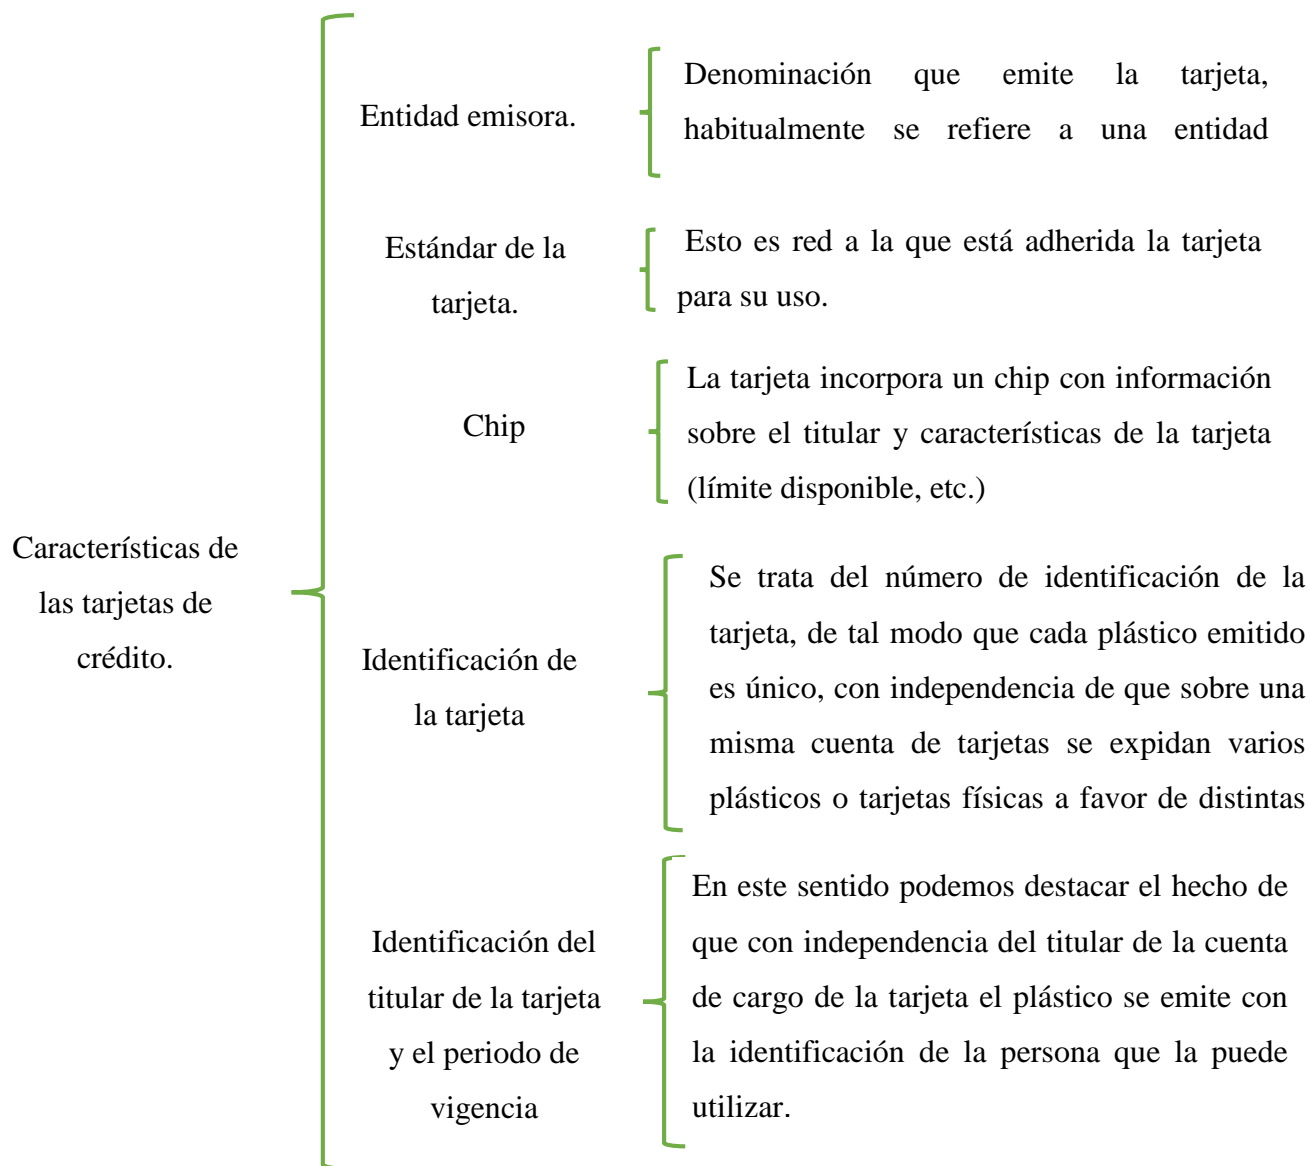 Características de
las tarjetas de
crédito.
Entidad emisora.
Denominación que emite la tarjeta,
habitualmente se refiere a una entidad
Estándar de la
tarjeta.
Esto es red a la que está adherida la tarjeta
para su uso.
Chip
La tarjeta incorpora un chip con información
sobre el titular y características de la tarjeta
(límite disponible, etc.)
Identificación de
la tarjeta
Se trata del número de identificación de la
tarjeta, de tal modo que cada plástico emitido
es único, con independencia de que sobre una
misma cuenta de tarjetas se expidan varios
plásticos o tarjetas físicas a favor de distintas
Identificación del
titular de la tarjeta
y el periodo de
vigencia
En este sentido podemos destacar el hecho de
que con independencia del titular de la cuenta
de cargo de la tarjeta el plástico se emite con
la identificación de la persona que la puede
utilizar.